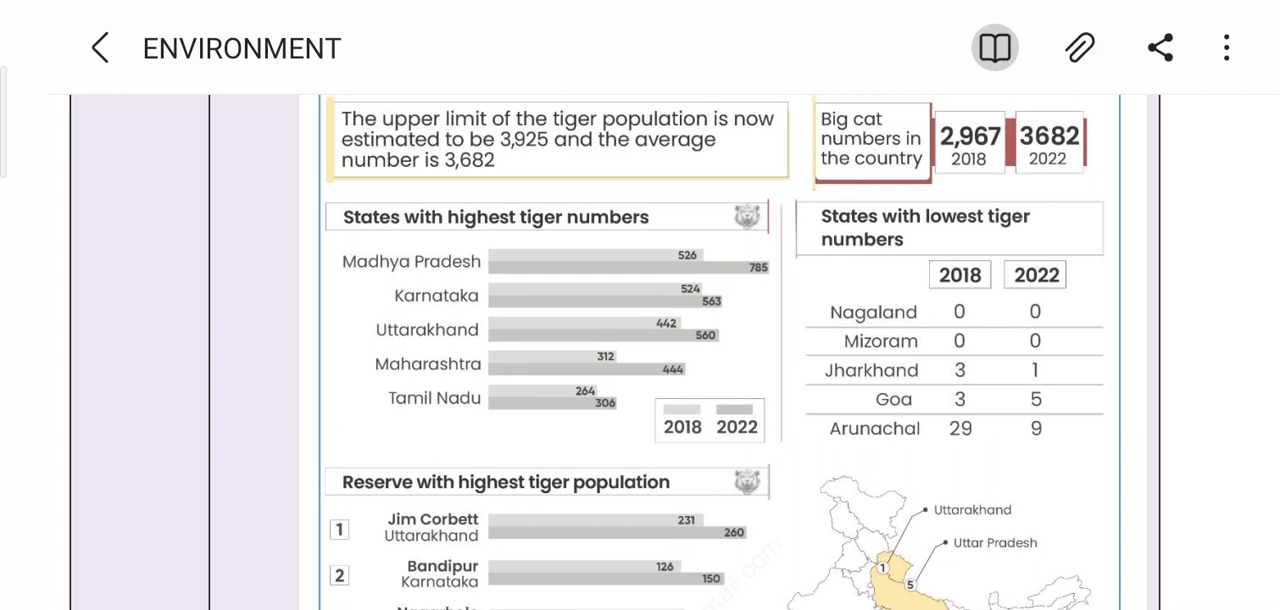 ENVIRONMENT
The upper limit of the tiger population is now
estimated to be 3,925 and the average
number is 3,682
Big cat
numbers in
the country
2,967
2018
3682
2022
States with highest tiger numbers
Madhya Pradesh 526 785
Karnataka 524 563
Uttarakhand 442 560
Maharashtra 312 444
Tamil Nadu 264 306
2018 2022
States with lowest tiger
numbers
2018 2022
Nagaland 0 0
Mizoram 0 0
Jharkhand 3 1
Goa 3 5
Arunachal 29 9
Reserve with highest tiger population
1 Jim Corbett 231
Uttarakhand 260
2 Bandipur 126
Karnataka 150
Uttarakhand
Uttar Pradesh
1
5